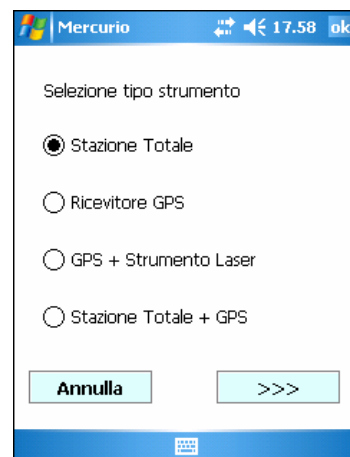 Mercurio 17.58 ok
Selezione tipo strumento
Stazione Totale
Ricevitore GPS
GPS + Strumento Laser
Stazione Totale + GPS
Annulla >>>